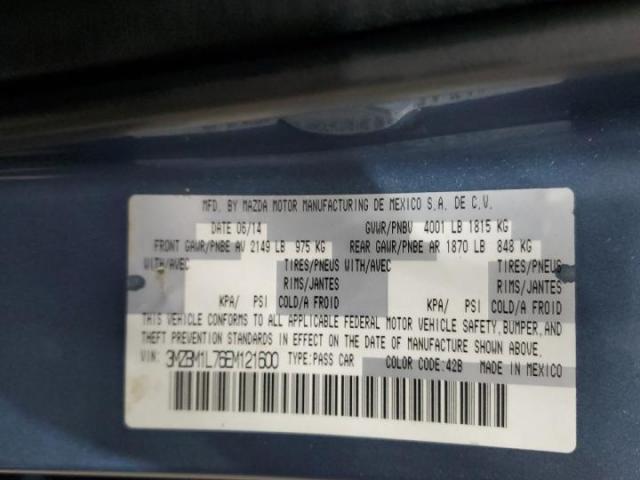 MFD. BY MAZDA MOTOR MANUFACTURING DE MEXICO S.A. DE C.V.
DATE 06/14 GVWR/PNBV 4001 LB 1815 KG
FRONT GAWR/PNBE AV 2149 LB 975 KG REAR GAWR/PNBE AR 1870 LB 848 KG
WITH/AVEC TIRES/PNEUS WITH/AVEC TIRES/PNEUS
RIMS/JANTES RIMS/JANTES
KPA/ PSI COLD/A FROID KPA/ PSI COLD/A FROID
THIS VEHICLE CONFORMS TO ALL APPLICABLE FEDERAL MOTOR VEHICLE SAFETY, BUMPER, AND
THEFT PREVENTION STANDARDS IN EFFECT ON THE DATE OF MANUFACTURE SHOWN ABOVE.
VIN: 3MZBM1L76EM121600 TYPE:PASS CAR COLOR CODE:42B MADE IN MEXICO